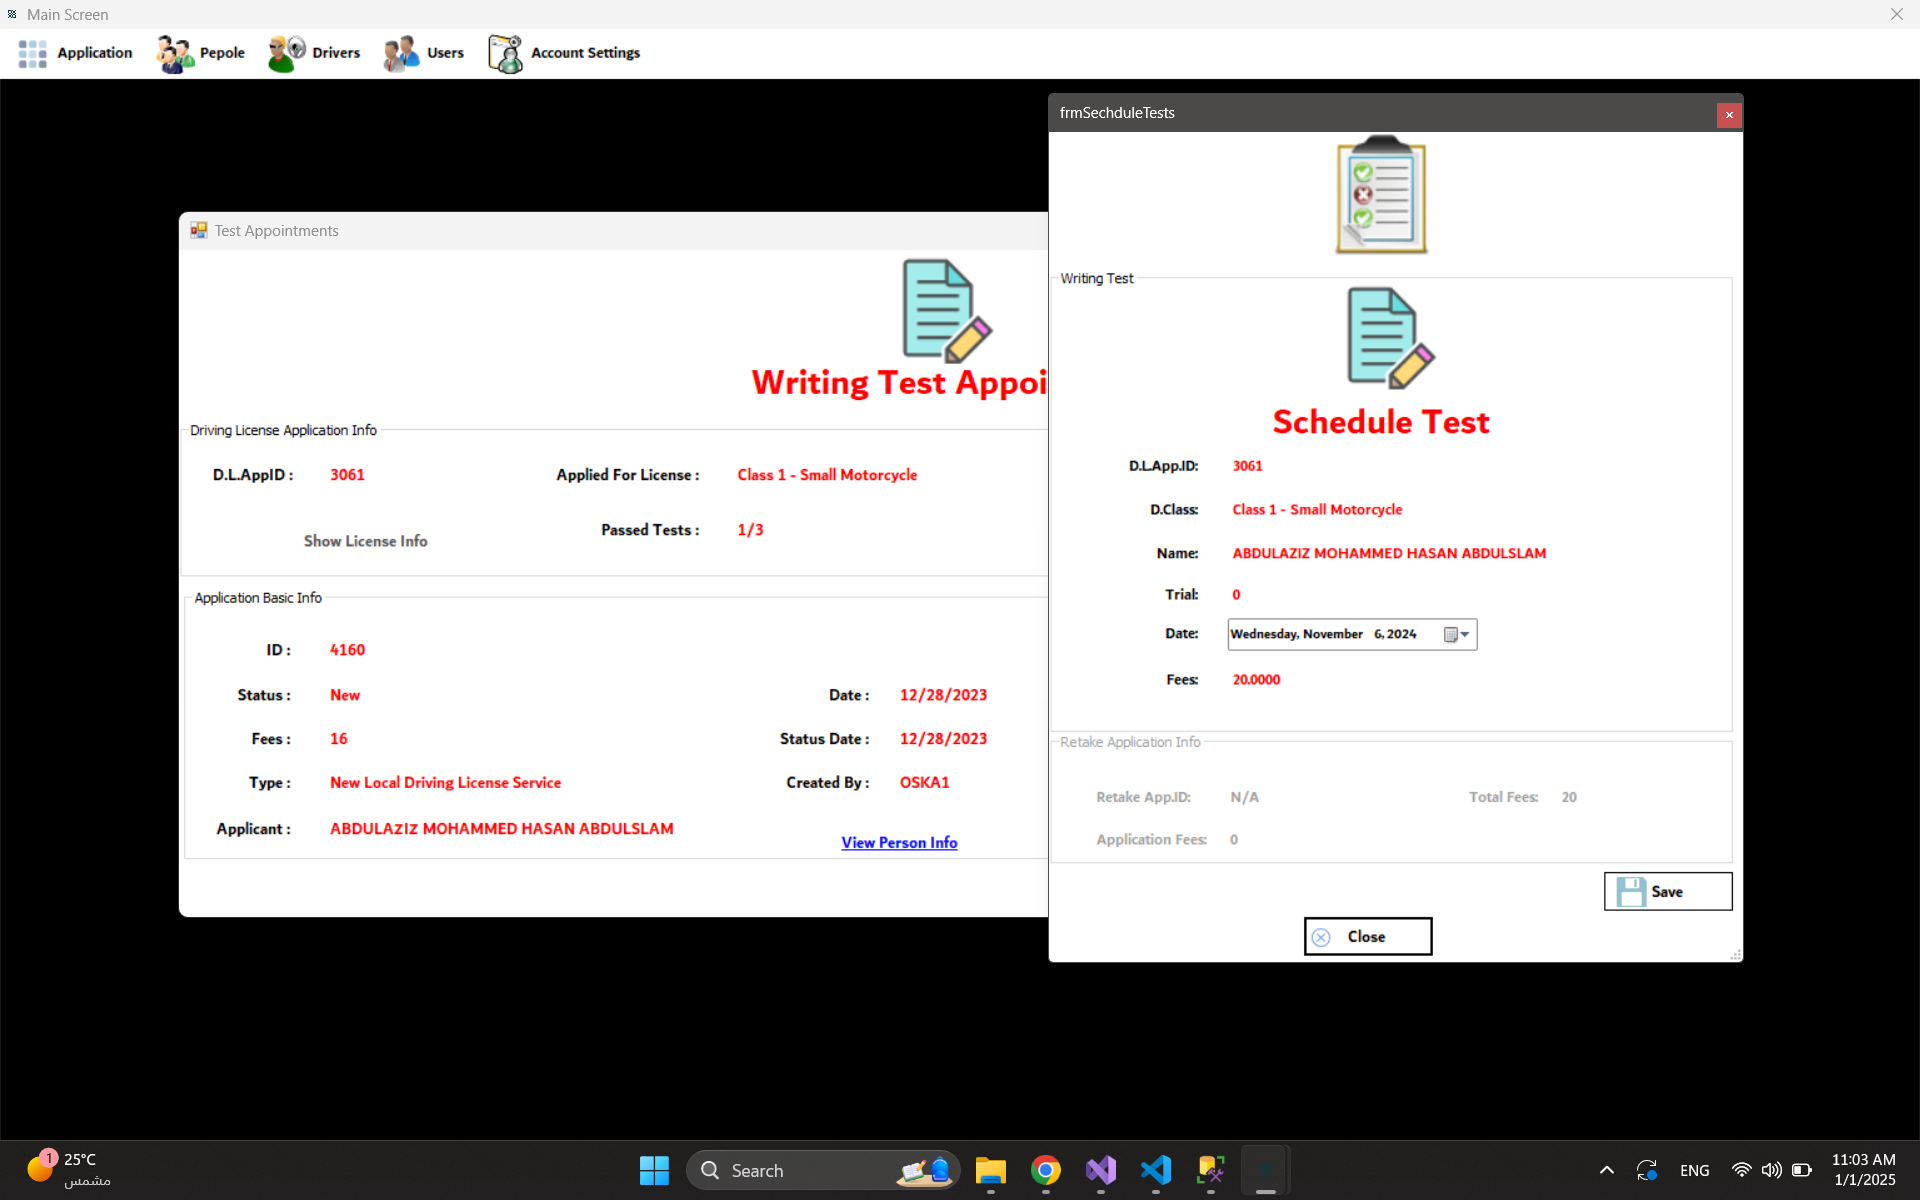 Main Screen
Application
Pepole
Drivers
Users
Account Settings
Test Appointments
Writing Test Appoi
Driving License Application Info
D.L.AppID : 3061
Applied For License : Class 1 - Small Motorcycle
Passed Tests : 1/3
Show License Info
Application Basic Info
ID : 4160
Status : New
Date : 12/28/2023
Fees : 16
Status Date : 12/28/2023
Type : New Local Driving License Service
Created By : OSKA1
Applicant : ABDULAZIZ MOHAMMED HASAN ABDULSLAM
View Person Info
frmSechduleTests
Writing Test
Schedule Test
D.L.App.ID: 3061
D.Class: Class 1 - Small Motorcycle
Name: ABDULAZIZ MOHAMMED HASAN ABDULSLAM
Trial: 0
Date: Wednesday, November 6, 2024
Fees: 20.0000
Retake Application Info
Retake App.ID: N/A
Total Fees: 20
Application Fees: 0
Save
Close
1
25°C
مشمس
Search
ENG
11:03 AM
1/1/2025